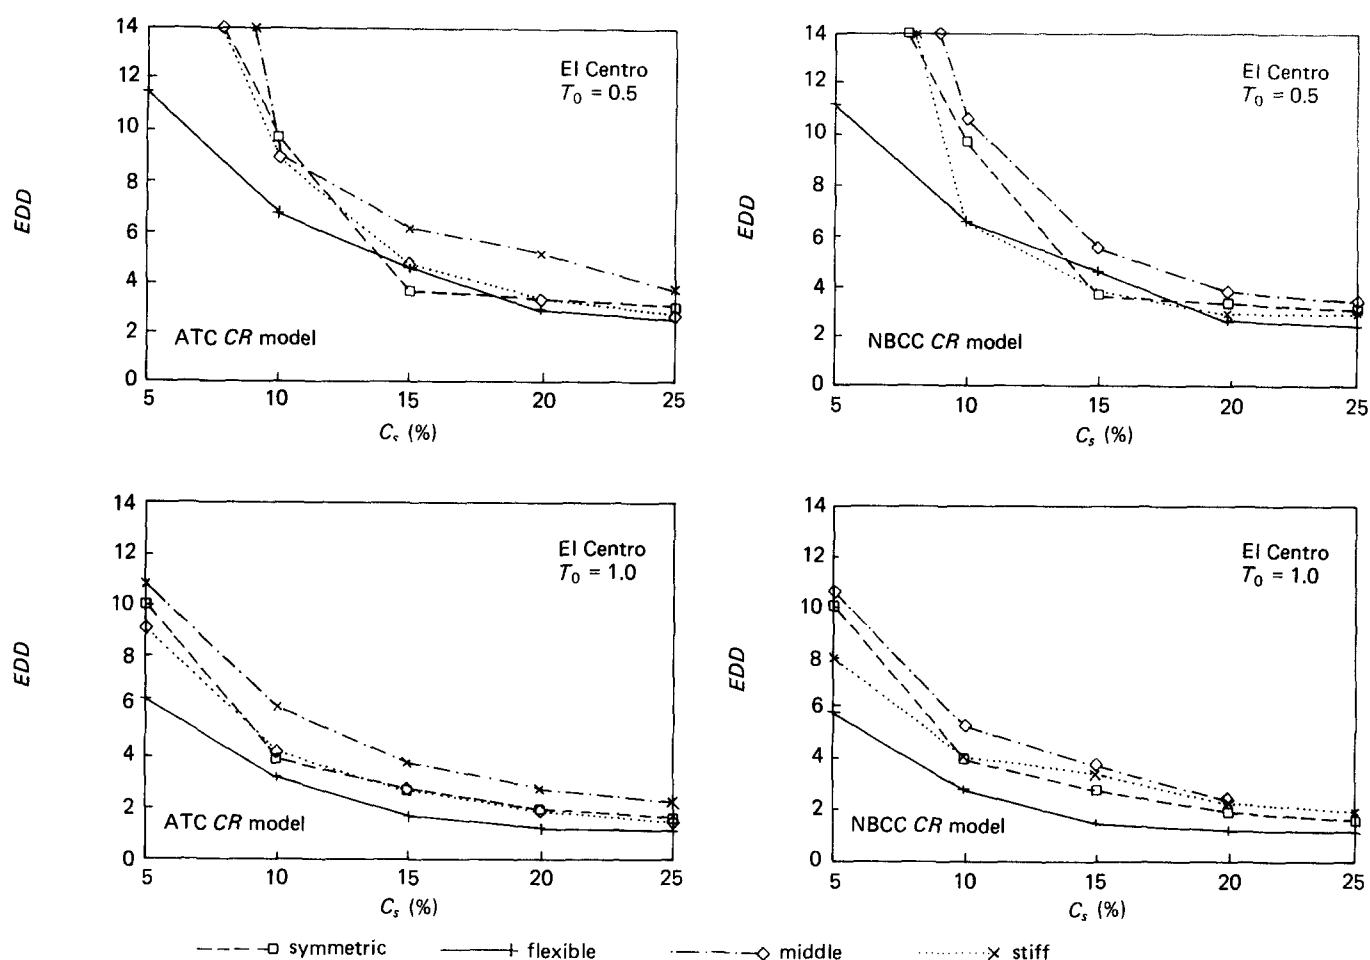 14
12
10
8
6
4
2
0
EDD
El Centro
T₀ = 0.5
ATC CR model
5 10 15 20 25
Cₛ (%)
14
12
10
8
6
4
2
0
EDD
El Centro
T₀ = 0.5
NBCC CR model
5 10 15 20 25
Cₛ (%)
14
12
10
8
6
4
2
0
EDD
El Centro
T₀ = 1.0
ATC CR model
5 10 15 20 25
Cₛ (%)
14
12
10
8
6
4
2
0
EDD
El Centro
T₀ = 1.0
NBCC CR model
5 10 15 20 25
Cₛ (%)
symmetric flexible middle stiff